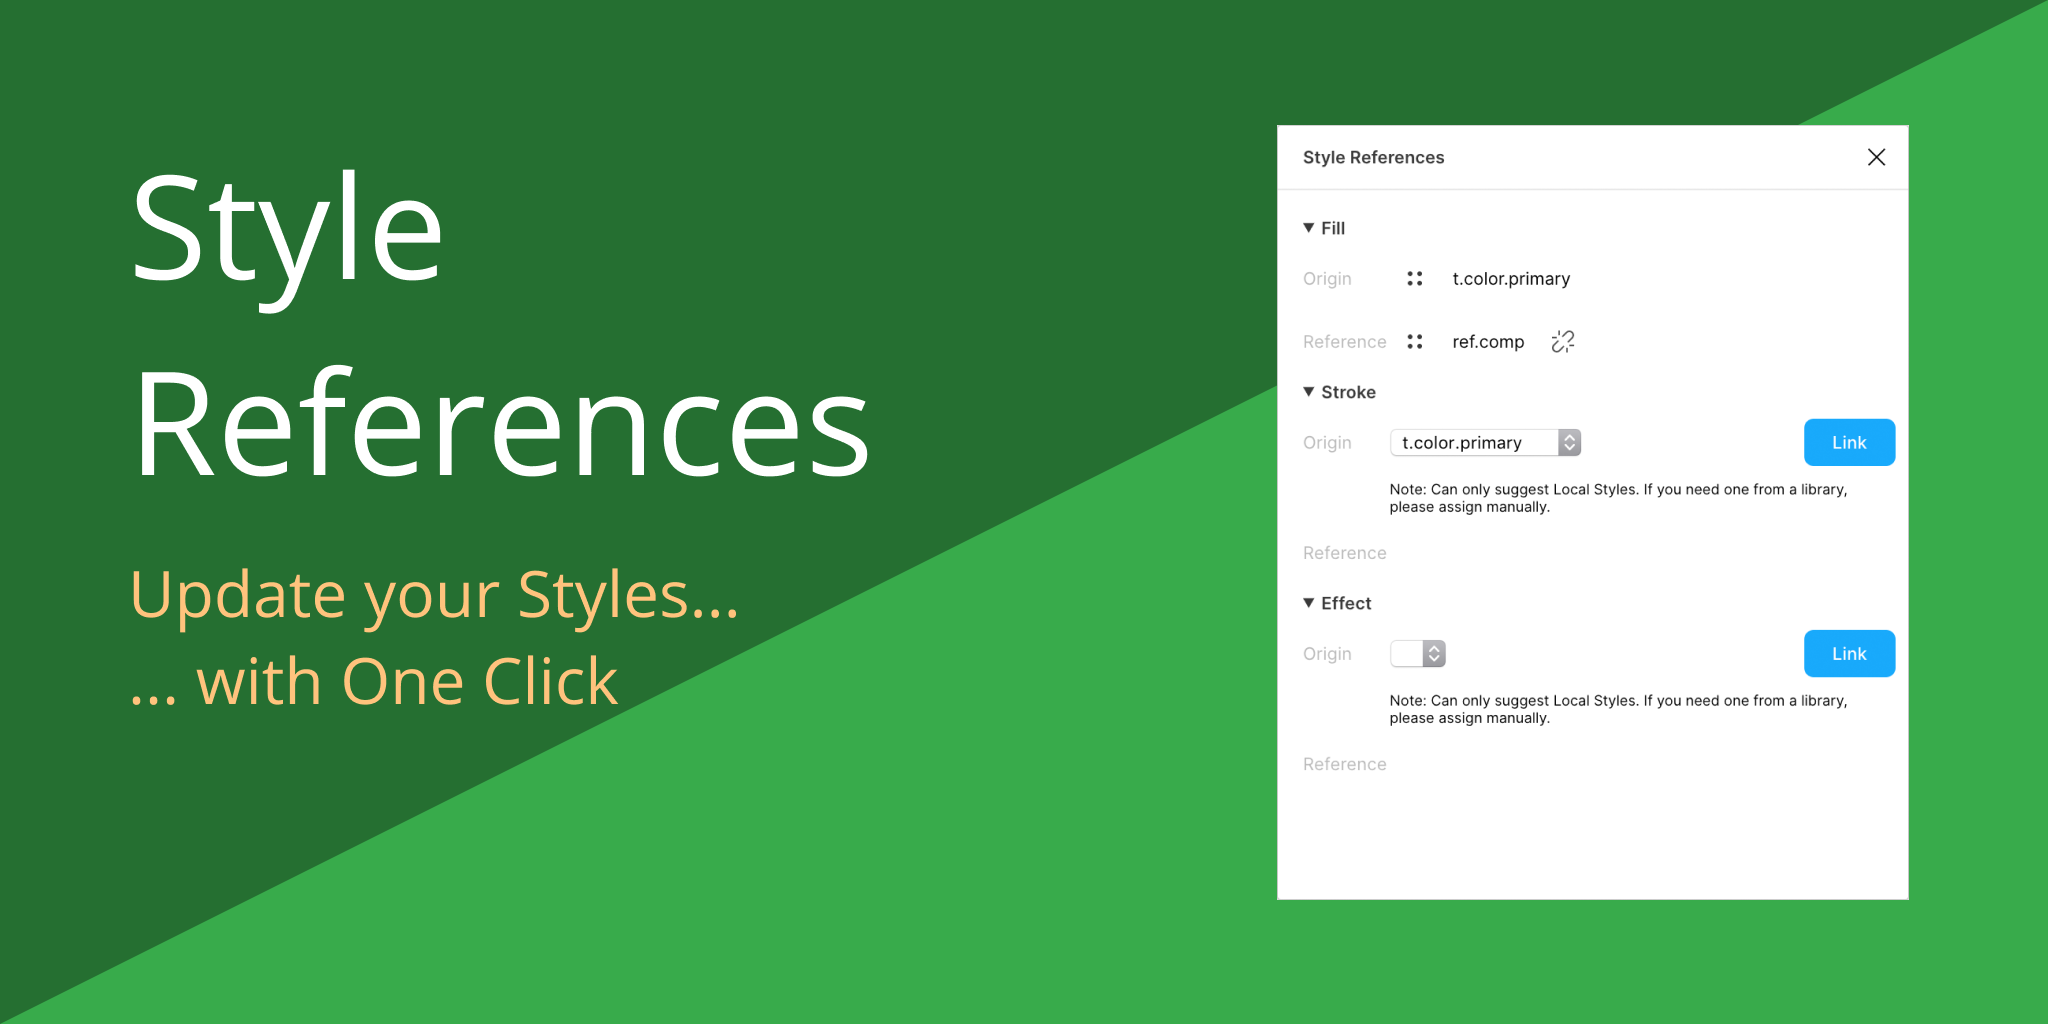 Style
References
Update your Styles...
... with One Click
Style References
Fill
Origin t.color.primary
Reference ref.comp
Stroke
Origin t.color.primary Link
Note: Can only suggest Local Styles. If you need one from a library,
please assign manually.
Reference
Effect
Origin Link
Note: Can only suggest Local Styles. If you need one from a library,
please assign manually.
Reference